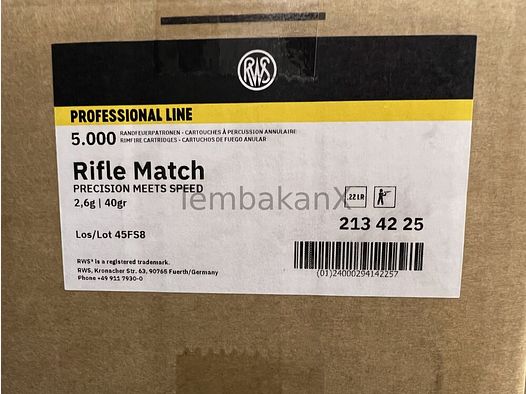 RWS
PROFESSIONAL LINE
5.000 RANDFEUERPATRONEN · CARTOUCHES À PERCUSSION ANNULAIRE
RIMFIRE CARTRIDGES · CARTUCHOS DE FUEGO ANULAR
Rifle Match
PRECISION MEETS SPEED
TembakanX
2,6g | 40gr
.22 LR
213 42 25
Los/Lot 45FS8
RWS® is a registered trademark.
RWS, Kronacher Str. 63, 90765 Fuerth/Germany
Phone +49 911 7930-0
(01)24000294142257